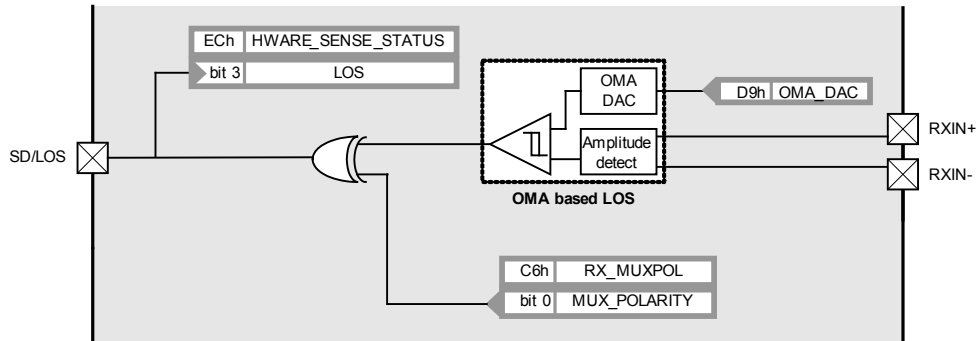 ECh HWARE_SENSE_STATUS
bit 3 LOS
OMA DAC
D9h OMA_DAC
RXIN+
Amplitude detect
SD/LOS
RXIN-
OMA based LOS
C6h RX_MUXPOL
bit 0 MUX_POLARITY